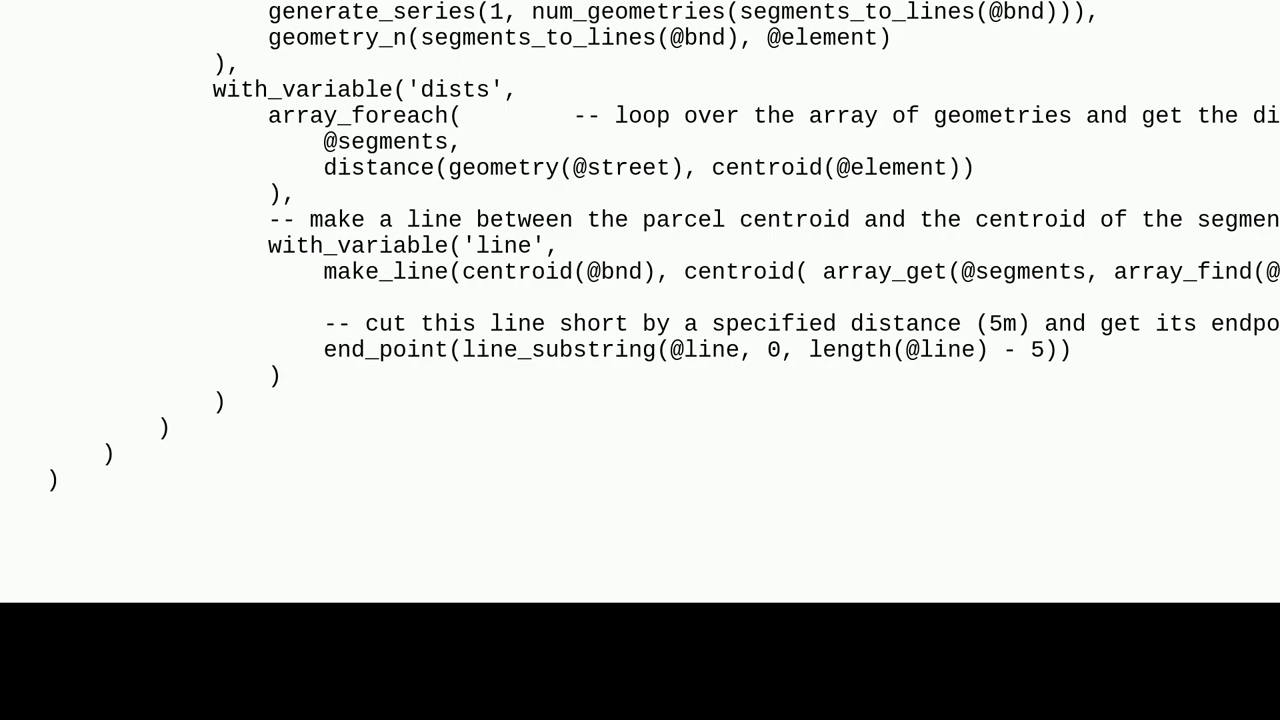 generate_series(1, num_geometries(segments_to_lines(@bnd))),
geometry_n(segments_to_lines(@bnd), @element)
),
with_variable('dists',
array_foreach( -- loop over the array of geometries and get the di
@segments,
distance(geometry(@street), centroid(@element))
),
-- make a line between the parcel centroid and the centroid of the segmen
with_variable('line',
make_line(centroid(@bnd), centroid( array_get(@segments, array_find(@
-- cut this line short by a specified distance (5m) and get its endpo
end_point(line_substring(@line, 0, length(@line) - 5))
)
)
)
)
)